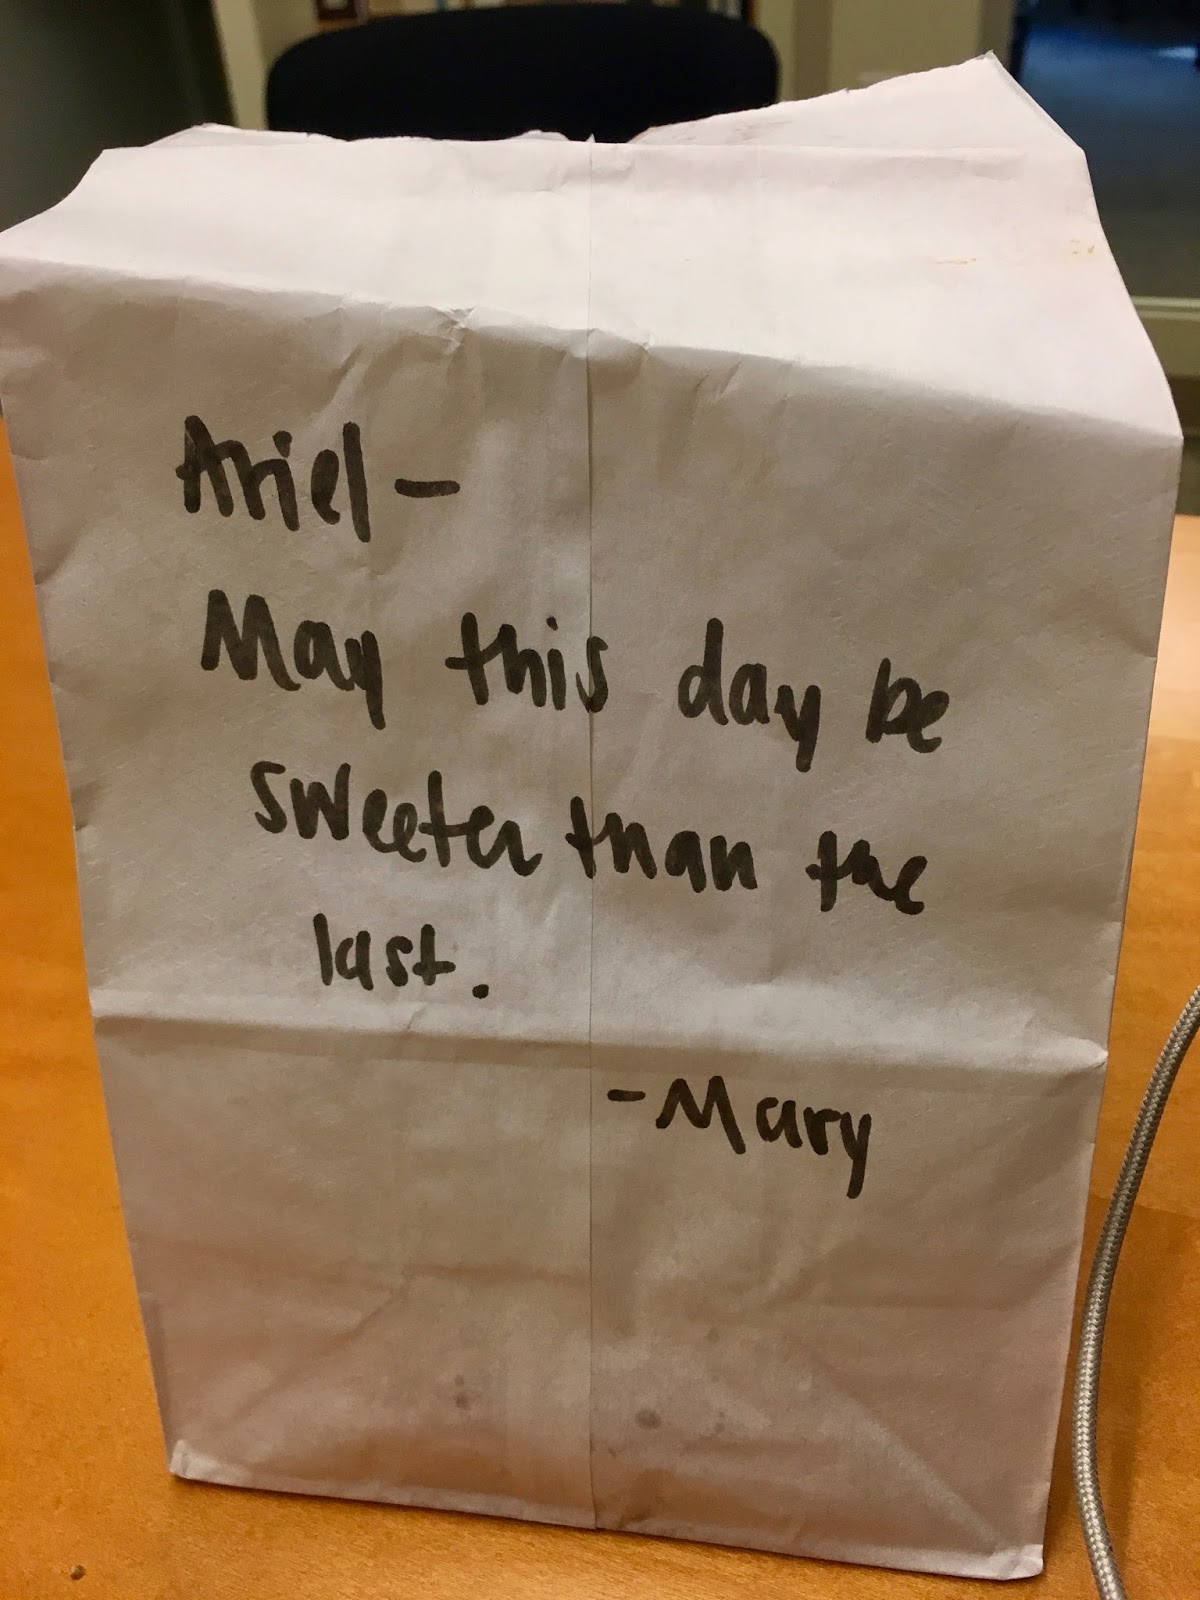 Ariel —
May this day be
sweeter than the
last.
- Mary